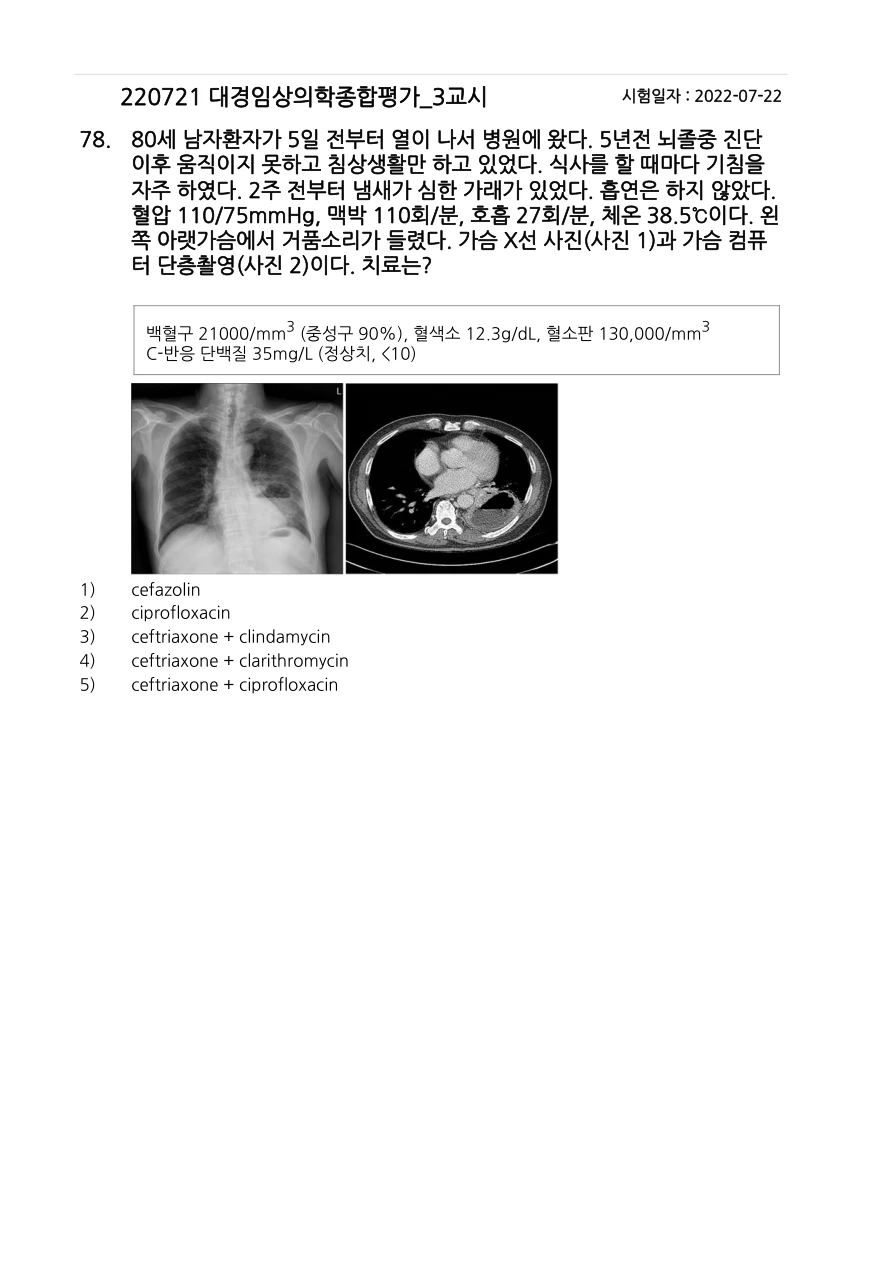 220721 대경임상의학종합평가_3교시 시험일자 : 2022-07-22
78. 80세 남자환자가 5일 전부터 열이 나서 병원에 왔다. 5년전 뇌졸중 진단
이후 움직이지 못하고 침상생활만 하고 있었다. 식사를 할 때마다 기침을
자주 하였다. 2주 전부터 냄새가 심한 가래가 있었다. 흡연은 하지 않았다.
혈압 110/75mmHg, 맥박 110회/분, 호흡 27회/분, 체온 38.5℃이다. 왼
쪽 아랫가슴에서 거품소리가 들렸다. 가슴 X선 사진(사진 1)과 가슴 컴퓨
터 단층촬영(사진 2)이다. 치료는?
백혈구 21000/mm³ (중성구 90%), 혈색소 12.3g/dL, 혈소판 130,000/mm³
C-반응 단백질 35mg/L (정상치, <10)
L
1) cefazolin
2) ciprofloxacin
3) ceftriaxone + clindamycin
4) ceftriaxone + clarithromycin
5) ceftriaxone + ciprofloxacin